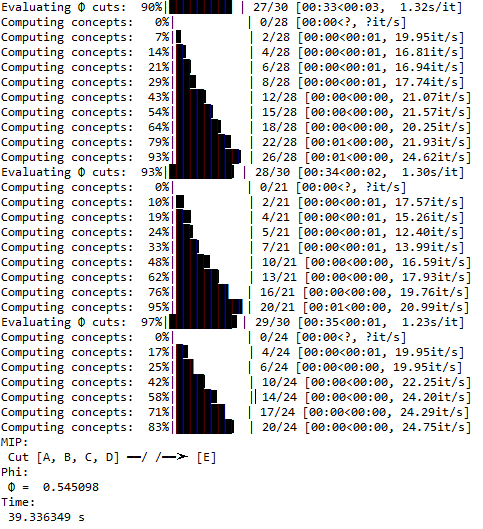 Evaluating Φ cuts:  90%|█████████ | 27/30 [00:33<00:03,  1.32s/it]
Computing concepts:   0%|          | 0/28 [00:00<?, ?it/s]
Computing concepts:   7%|          | 2/28 [00:00<00:01, 19.95it/s]
Computing concepts:  14%|█         | 4/28 [00:00<00:01, 16.81it/s]
Computing concepts:  21%|██        | 6/28 [00:00<00:01, 16.94it/s]
Computing concepts:  29%|██        | 8/28 [00:00<00:01, 17.74it/s]
Computing concepts:  43%|████      | 12/28 [00:00<00:00, 21.07it/s]
Computing concepts:  54%|█████     | 15/28 [00:00<00:00, 21.57it/s]
Computing concepts:  64%|██████    | 18/28 [00:00<00:00, 20.25it/s]
Computing concepts:  79%|███████   | 22/28 [00:01<00:00, 21.93it/s]
Computing concepts:  93%|█████████ | 26/28 [00:01<00:00, 24.62it/s]
Evaluating Φ cuts:  93%|█████████ | 28/30 [00:34<00:02,  1.30s/it]
Computing concepts:   0%|          | 0/21 [00:00<?, ?it/s]
Computing concepts:  10%|          | 2/21 [00:00<00:01, 17.57it/s]
Computing concepts:  19%|█         | 4/21 [00:00<00:01, 15.26it/s]
Computing concepts:  24%|██        | 5/21 [00:00<00:01, 12.40it/s]
Computing concepts:  33%|███       | 7/21 [00:00<00:01, 13.99it/s]
Computing concepts:  48%|████      | 10/21 [00:00<00:00, 16.59it/s]
Computing concepts:  62%|██████    | 13/21 [00:00<00:00, 17.93it/s]
Computing concepts:  76%|███████   | 16/21 [00:00<00:00, 19.76it/s]
Computing concepts:  95%|█████████ | 20/21 [00:01<00:00, 20.99it/s]
Evaluating Φ cuts:  97%|█████████ | 29/30 [00:35<00:01,  1.23s/it]
Computing concepts:   0%|          | 0/24 [00:00<?, ?it/s]
Computing concepts:  17%|█         | 4/24 [00:00<00:01, 19.95it/s]
Computing concepts:  25%|██        | 6/24 [00:00<00:00, 19.95it/s]
Computing concepts:  42%|████      | 10/24 [00:00<00:00, 22.25it/s]
Computing concepts:  58%|█████     | 14/24 [00:00<00:00, 24.20it/s]
Computing concepts:  71%|███████   | 17/24 [00:00<00:00, 24.29it/s]
Computing concepts:  83%|████████  | 20/24 [00:00<00:00, 24.75it/s]
MIP:
Cut [A, B, C, D] ━━/ /━━➤ [E]
Phi:
Φ =  0.545098
Time:
39.336349 s